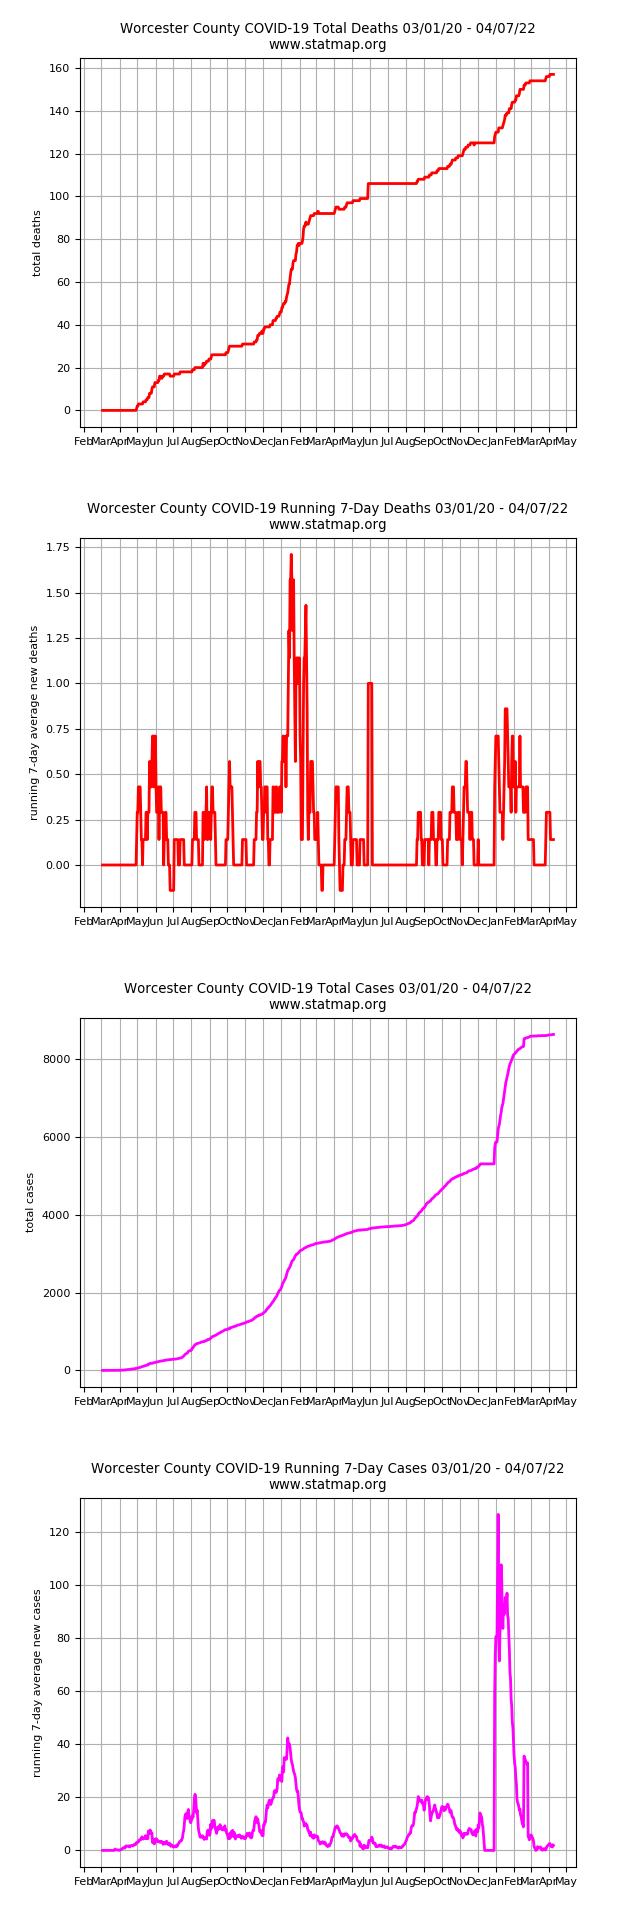 Worcester County COVID-19 Total Deaths 03/01/20 - 04/07/22
www.statmap.org
160
140
120
100
80
60
40
20
0
total deaths
Feb Mar Apr May Jun Jul Aug Sep Oct Nov Dec Jan Feb Mar Apr May Jun Jul Aug Sep Oct Nov Dec Jan Feb Mar Apr May
Worcester County COVID-19 Running 7-Day Deaths 03/01/20 - 04/07/22
www.statmap.org
1.75
1.50
1.25
1.00
0.75
0.50
0.25
0.00
running 7-day average new deaths
Feb Mar Apr May Jun Jul Aug Sep Oct Nov Dec Jan Feb Mar Apr May Jun Jul Aug Sep Oct Nov Dec Jan Feb Mar Apr May
Worcester County COVID-19 Total Cases 03/01/20 - 04/07/22
www.statmap.org
8000
6000
4000
2000
0
total cases
Feb Mar Apr May Jun Jul Aug Sep Oct Nov Dec Jan Feb Mar Apr May Jun Jul Aug Sep Oct Nov Dec Jan Feb Mar Apr May
Worcester County COVID-19 Running 7-Day Cases 03/01/20 - 04/07/22
www.statmap.org
120
100
80
60
40
20
0
running 7-day average new cases
Feb Mar Apr May Jun Jul Aug Sep Oct Nov Dec Jan Feb Mar Apr May Jun Jul Aug Sep Oct Nov Dec Jan Feb Mar Apr May